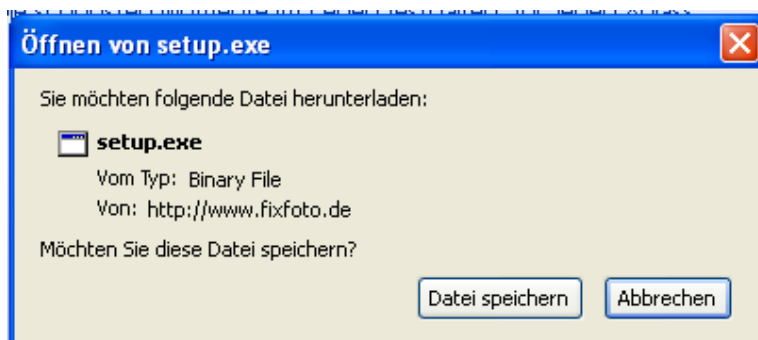 Öffnen von setup.exe
Sie möchten folgende Datei herunterladen:
setup.exe
Vom Typ: Binary File
Von: http://www.fixfoto.de
Möchten Sie diese Datei speichern?
Datei speichern Abbrechen